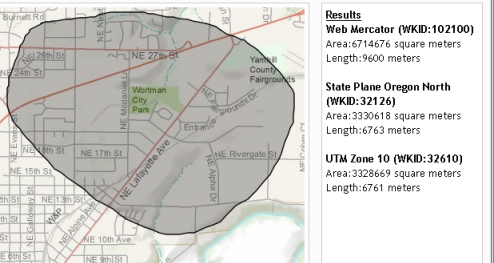 Burnett Rd
NE 27th St
NE 26th St
Yamhill
County
Fairgrounds
NE McDaniel Ln
Wortman
City
Park
NE Fairgrounds Dr
Entrance
NE Evans
NE 18th St
NE 17th St
NE Lafayette Ave
NE Rivergate St
NE Alpha Dr
NE 15th St
NE 13th St
NE Galloway St
W&P
NE Alpine Ave
NE 10th Ave
NE 9th St
E 6th St
Results
Web Mercator (WKID:102100)
Area:6714676 square meters
Length:9600 meters
State Plane Oregon North
(WKID:32126)
Area:3330618 square meters
Length:6763 meters
UTM Zone 10 (WKID:32610)
Area:3328669 square meters
Length:6761 meters